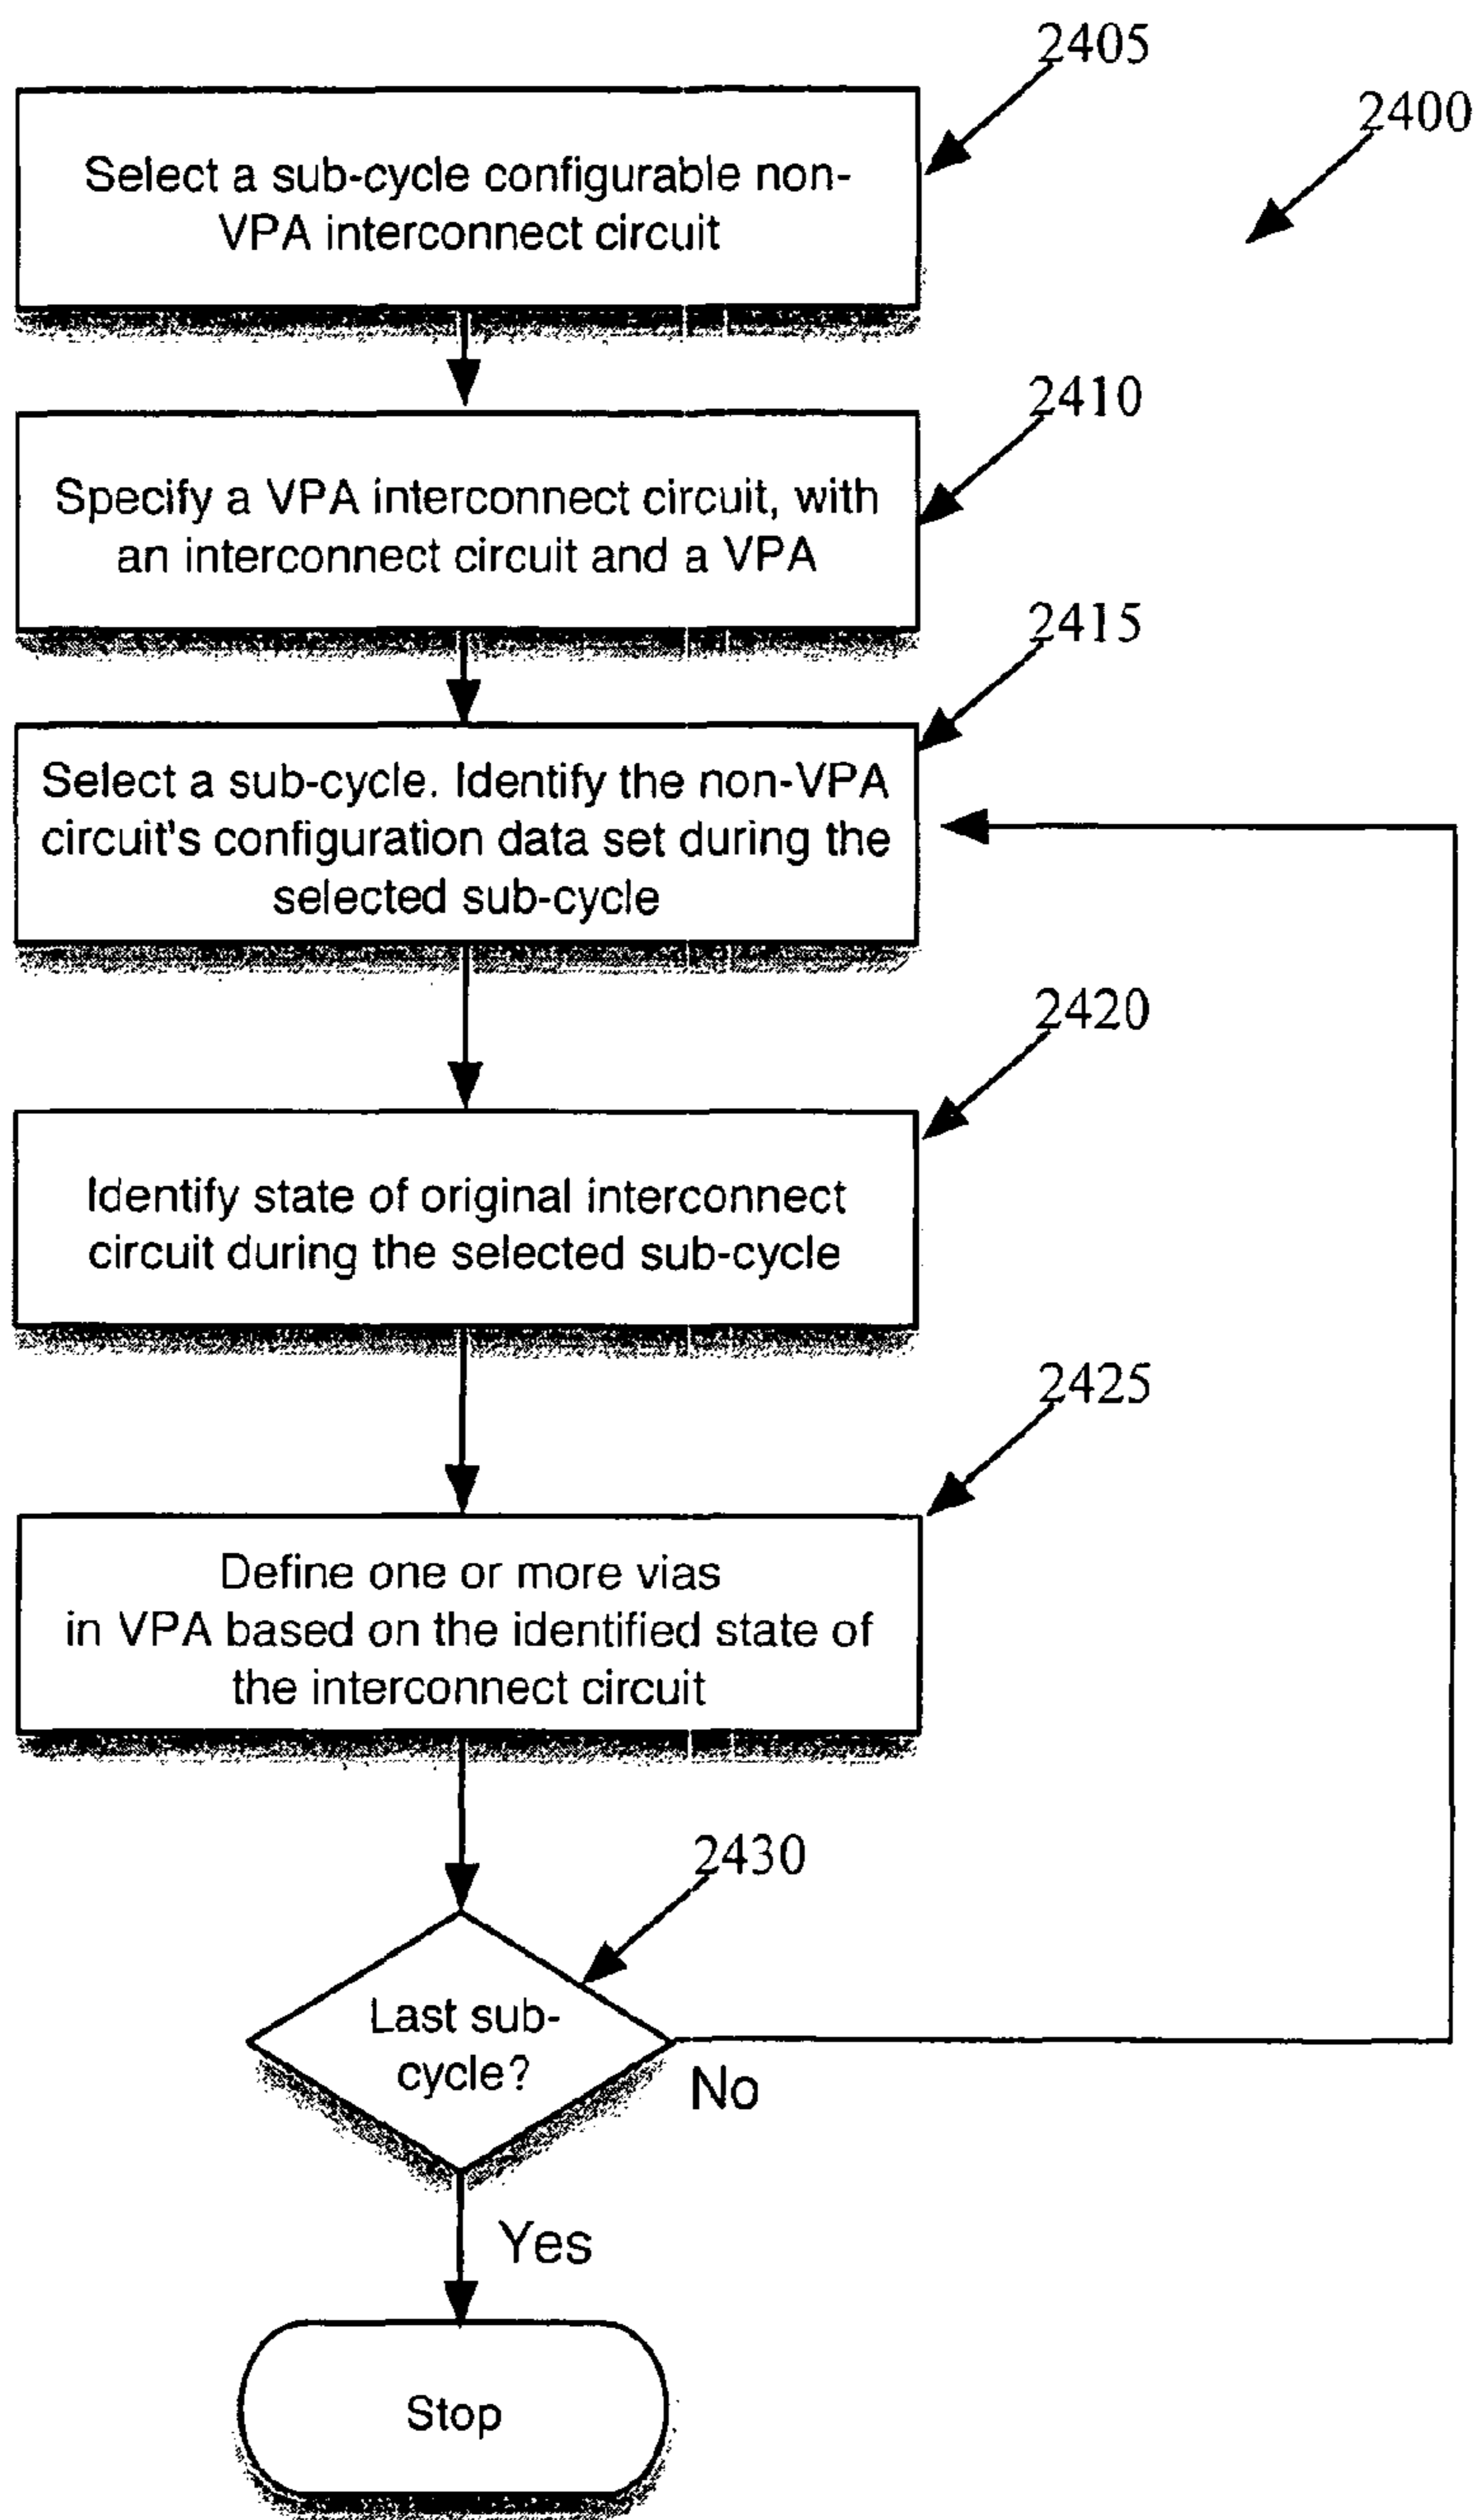 2405
2400
Select a sub-cycle configurable non-
VPA interconnect circuit
2410
Specify a VPA interconnect circuit, with
an interconnect circuit and a VPA
2415
Select a sub-cycle. Identify the non-VPA
circuit's configuration data set during the
selected sub-cycle
2420
Identify state of original interconnect
circuit during the selected sub-cycle
2425
Define one or more vias
in VPA based on the identified state of
the interconnect circuit
2430
Last sub-
cycle?
No
Yes
Stop